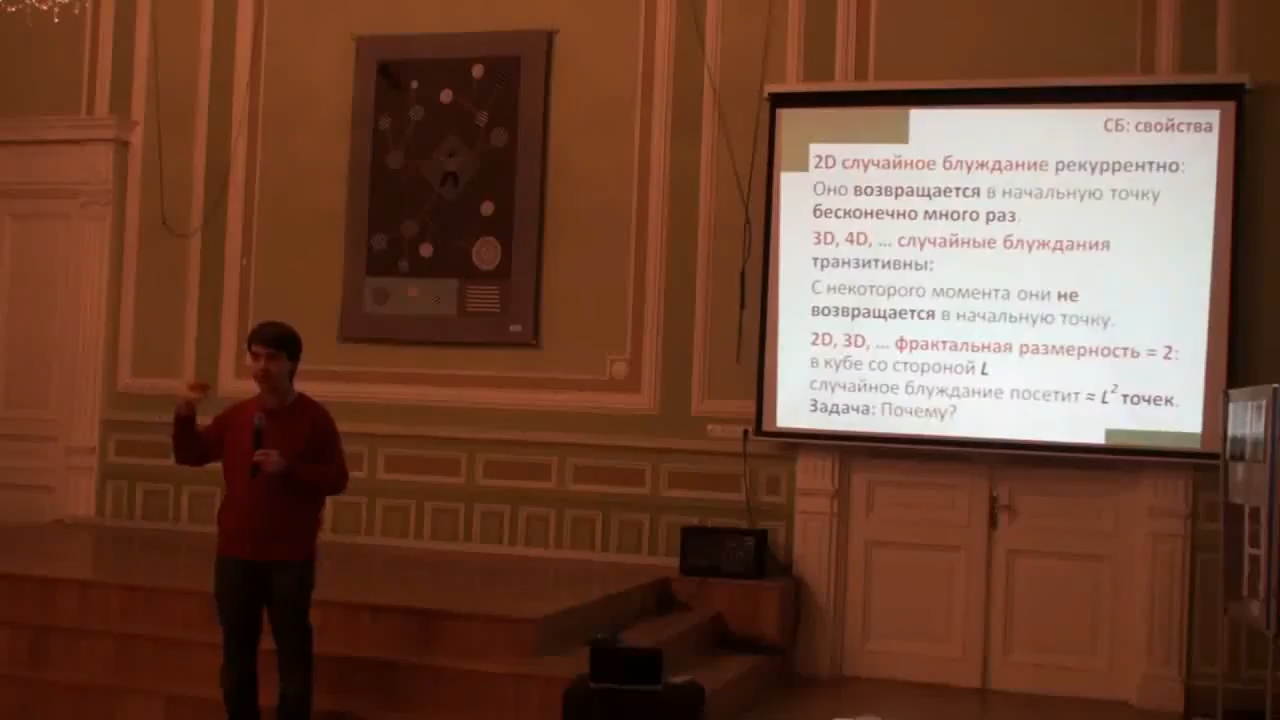 СБ: свойства
2D случайное блуждание рекуррентно:
Оно возвращается в начальную точку
бесконечно много раз.
3D, 4D, ... случайные блуждания
транзитивны:
С некоторого момента они не
возвращается в начальную точку.
2D, 3D, ... фрактальная размерность = 2:
в кубе со стороной L
случайное блуждание посетит ≈ L² точек.
Задача: Почему?